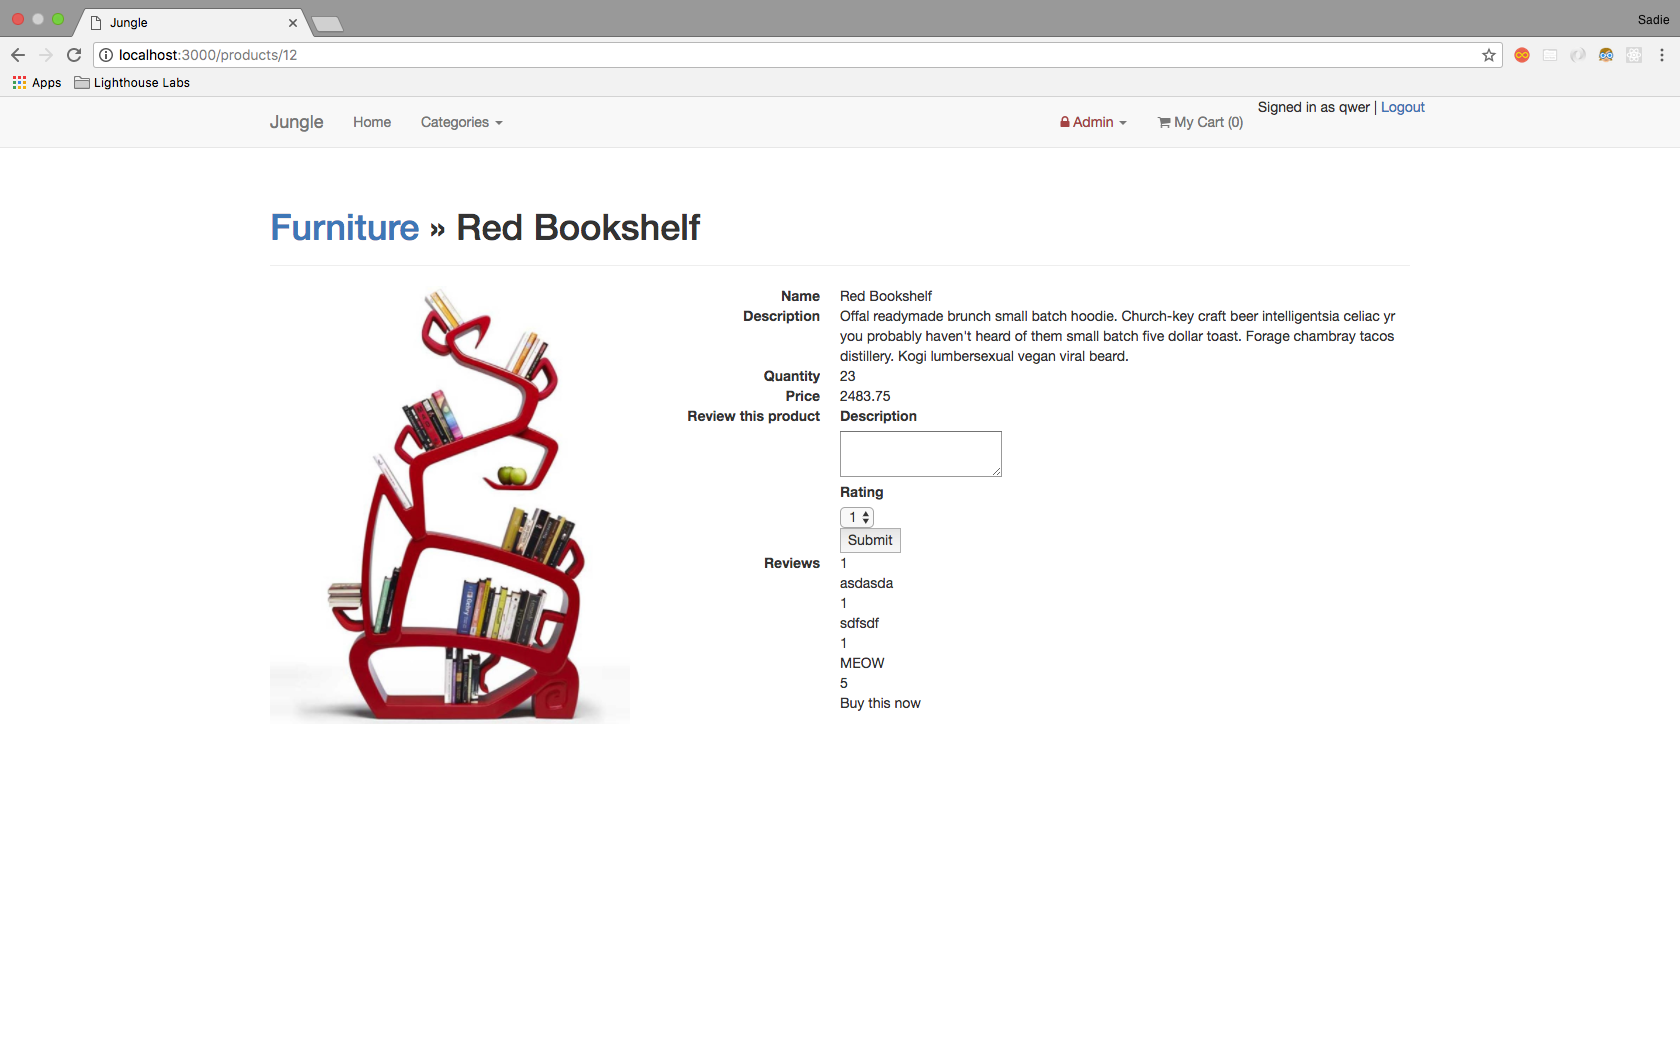 Jungle
Sadie
localhost:3000/products/12
Apps
Lighthouse Labs
Signed in as qwer | Logout
Jungle
Home
Categories
Admin
My Cart (0)
Furniture » Red Bookshelf
Name
Red Bookshelf
Description
Offal readymade brunch small batch hoodie. Church-key craft beer intelligentsia celiac yr
you probably haven't heard of them small batch five dollar toast. Forage chambray tacos
distillery. Kogi lumbersexual vegan viral beard.
Quantity
23
Price
2483.75
Review this product
Description
Rating
1
Submit
Reviews
1
asdasda
1
sdfsdf
1
MEOW
5
Buy this now